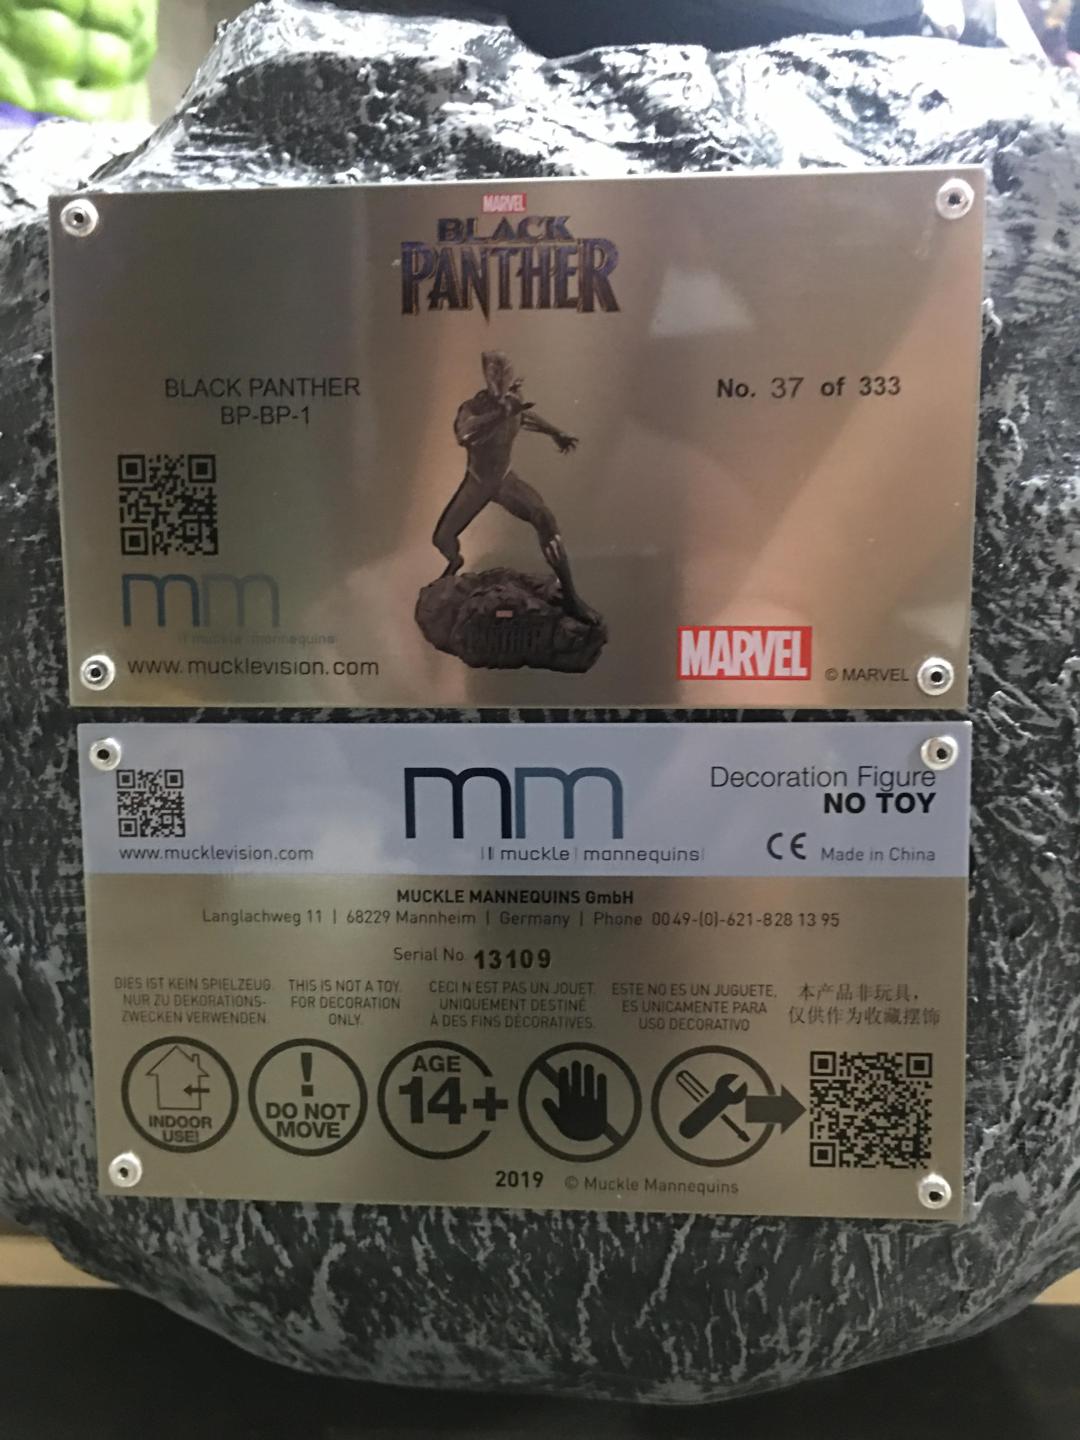 MARVEL
BLACK
PANTHER
BLACK PANTHER
BP-BP-1
No. 37 of 333
mm
muckle mannequins
www.mucklevision.com
PANTHER
MARVEL
© MARVEL
mm
muckle mannequins
www.mucklevision.com
Decoration Figure
NO TOY
CE Made in China
MUCKLE MANNEQUINS GmbH
Langlachweg 11 | 68229 Mannheim | Germany | Phone 0049-(0)-621-828 13 95
Serial No. 13109
DIES IST KEIN SPIELZEUG.
NUR ZU DEKORATIONS-
ZWECKEN VERWENDEN.
THIS IS NOT A TOY.
FOR DECORATION
ONLY.
CECI N EST PAS UN JOUET.
UNIQUEMENT DESTINÉ
À DES FINS DÉCORATIVES.
ESTE NO ES UN JUGUETE,
ES UNICAMENTE PARA
USO DECORATIVO
本产品非玩具，
仅供作为收藏摆饰
INDOOR
USE!
!
DO NOT
MOVE
AGE
14+
2019 © Muckle Mannequins